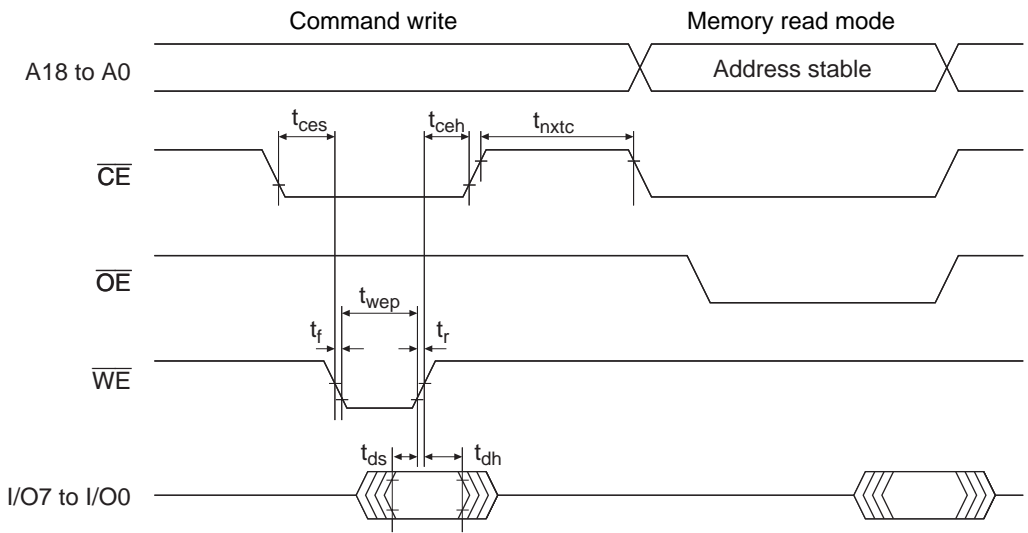 Command write
Memory read mode
A18 to A0
Address stable
tces
tceh
tnxtc
CE
OE
twep
tf
tr
WE
tds
tdh
I/O7 to I/O0